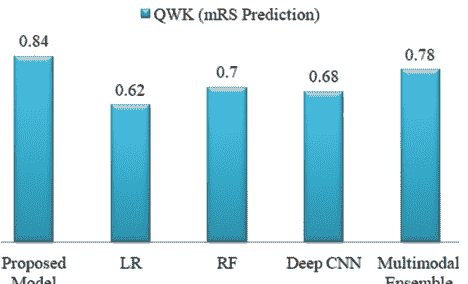 QWK (mRS Prediction)
0.84
0.62
0.7
0.68
0.78
Proposed
Model
LR
RF
Deep CNN
Multimodal
Ensemble